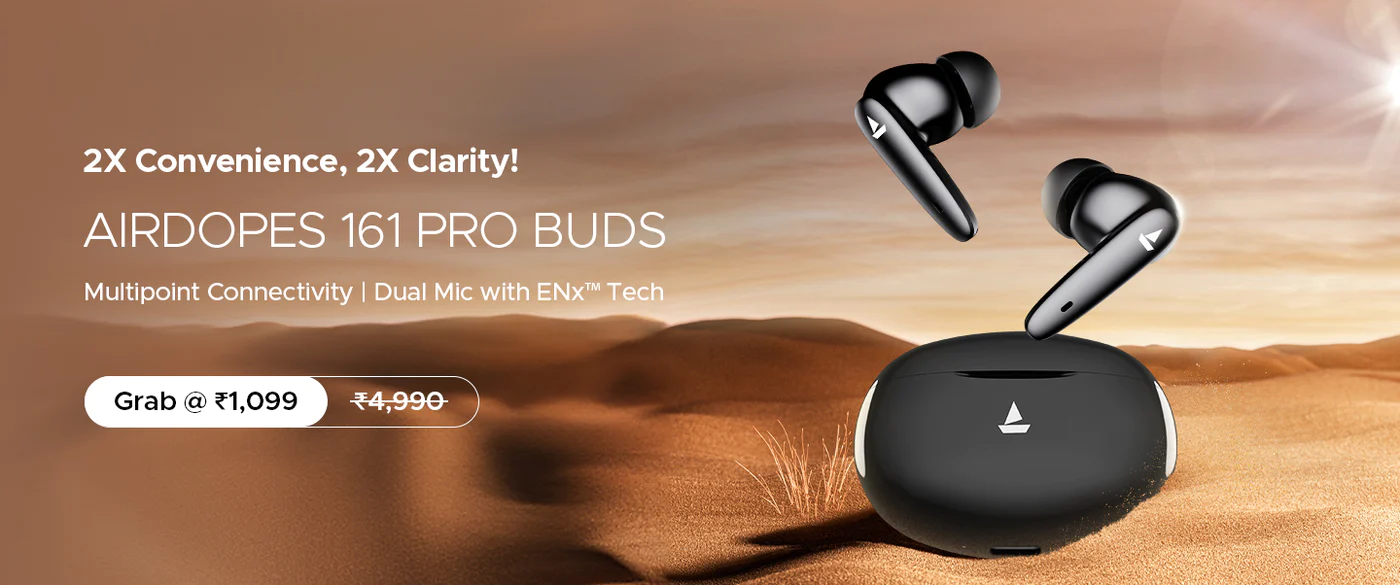 2X Convenience, 2X Clarity!
AIRDOPES 161 PRO BUDS
Multipoint Connectivity | Dual Mic with ENx™ Tech
Grab @ ₹1,099 ₹4,990